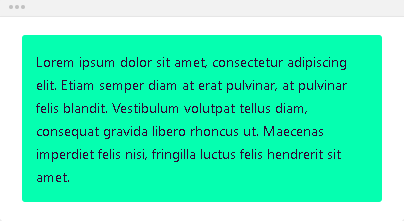 Lorem ipsum dolor sit amet, consectetur adipiscing
elit. Etiam semper diam at erat pulvinar, at pulvinar
felis blandit. Vestibulum volutpat tellus diam,
consequat gravida libero rhoncus ut. Maecenas
imperdiet felis nisi, fringilla luctus felis hendrerit sit
amet.